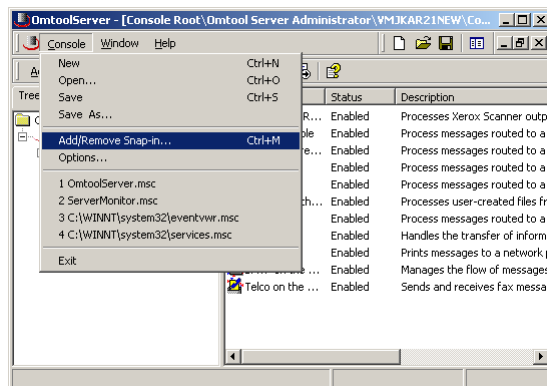 OmtoolServer - [Console Root\Omtool Server Administrator\VMJKAR21NEW\Co...
Console Window Help
New Ctrl+N
Open... Ctrl+O
Save Ctrl+S
Save As...
Add/Remove Snap-in... Ctrl+M
Options...
1 OmtoolServer.msc
2 ServerMonitor.msc
3 C:\WINNT\system32\eventvwr.msc
4 C:\WINNT\system32\services.msc
Exit
Tree
Status Description
Enabled Processes Xerox Scanner outp
Enabled Process messages routed to a
Enabled Process messages routed to a
Enabled Process messages routed to a
Enabled Process messages routed to a
Enabled Processes user-created files fr
Enabled Process messages routed to a
Enabled Handles the transfer of inform
Enabled Prints messages to a network
Enabled Manages the flow of messages
Telco on the ... Enabled Sends and receives fax messa